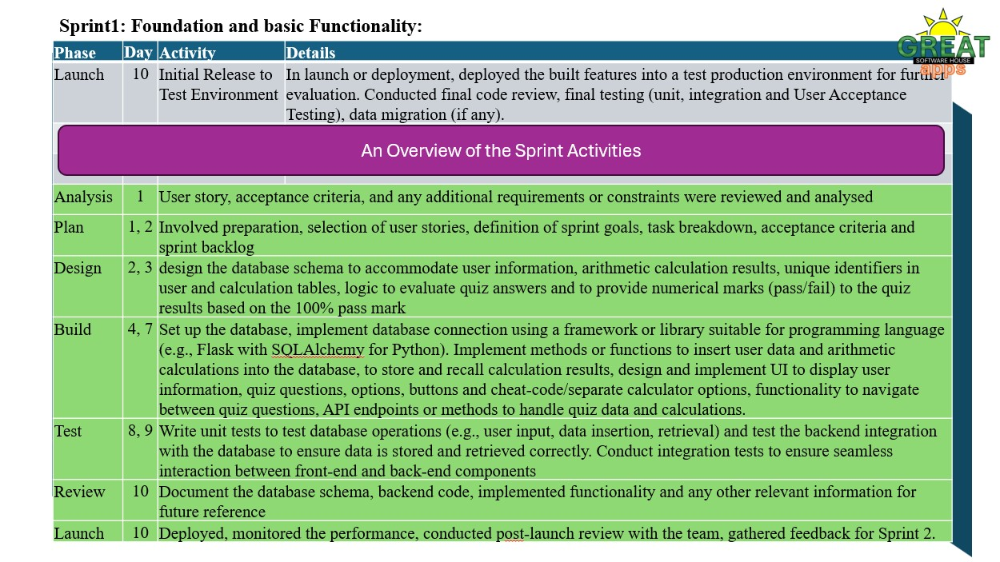 Sprint1: Foundation and basic Functionality:
GREAT
SOFTWARE HOUSE
apps
Phase Day Activity Details
Launch 10 Initial Release to In launch or deployment, deployed the built features into a test production environment for further
Test Environment evaluation. Conducted final code review, final testing (unit, integration and User Acceptance
Testing), data migration (if any).
An Overview of the Sprint Activities
Analysis 1 User story, acceptance criteria, and any additional requirements or constraints were reviewed and analysed
Plan 1, 2 Involved preparation, selection of user stories, definition of sprint goals, task breakdown, acceptance criteria and
sprint backlog
Design 2, 3 design the database schema to accommodate user information, arithmetic calculation results, unique identifiers in
user and calculation tables, logic to evaluate quiz answers and to provide numerical marks (pass/fail) to the quiz
results based on the 100% pass mark
Build 4, 7 Set up the database, implement database connection using a framework or library suitable for programming language
(e.g., Flask with SQLAlchemy for Python). Implement methods or functions to insert user data and arithmetic
calculations into the database, to store and recall calculation results, design and implement UI to display user
information, quiz questions, options, buttons and cheat-code/separate calculator options, functionality to navigate
between quiz questions, API endpoints or methods to handle quiz data and calculations.
Test 8, 9 Write unit tests to test database operations (e.g., user input, data insertion, retrieval) and test the backend integration
with the database to ensure data is stored and retrieved correctly. Conduct integration tests to ensure seamless
interaction between front-end and back-end components
Review 10 Document the database schema, backend code, implemented functionality and any other relevant information for
future reference
Launch 10 Deployed, monitored the performance, conducted post-launch review with the team, gathered feedback for Sprint 2.